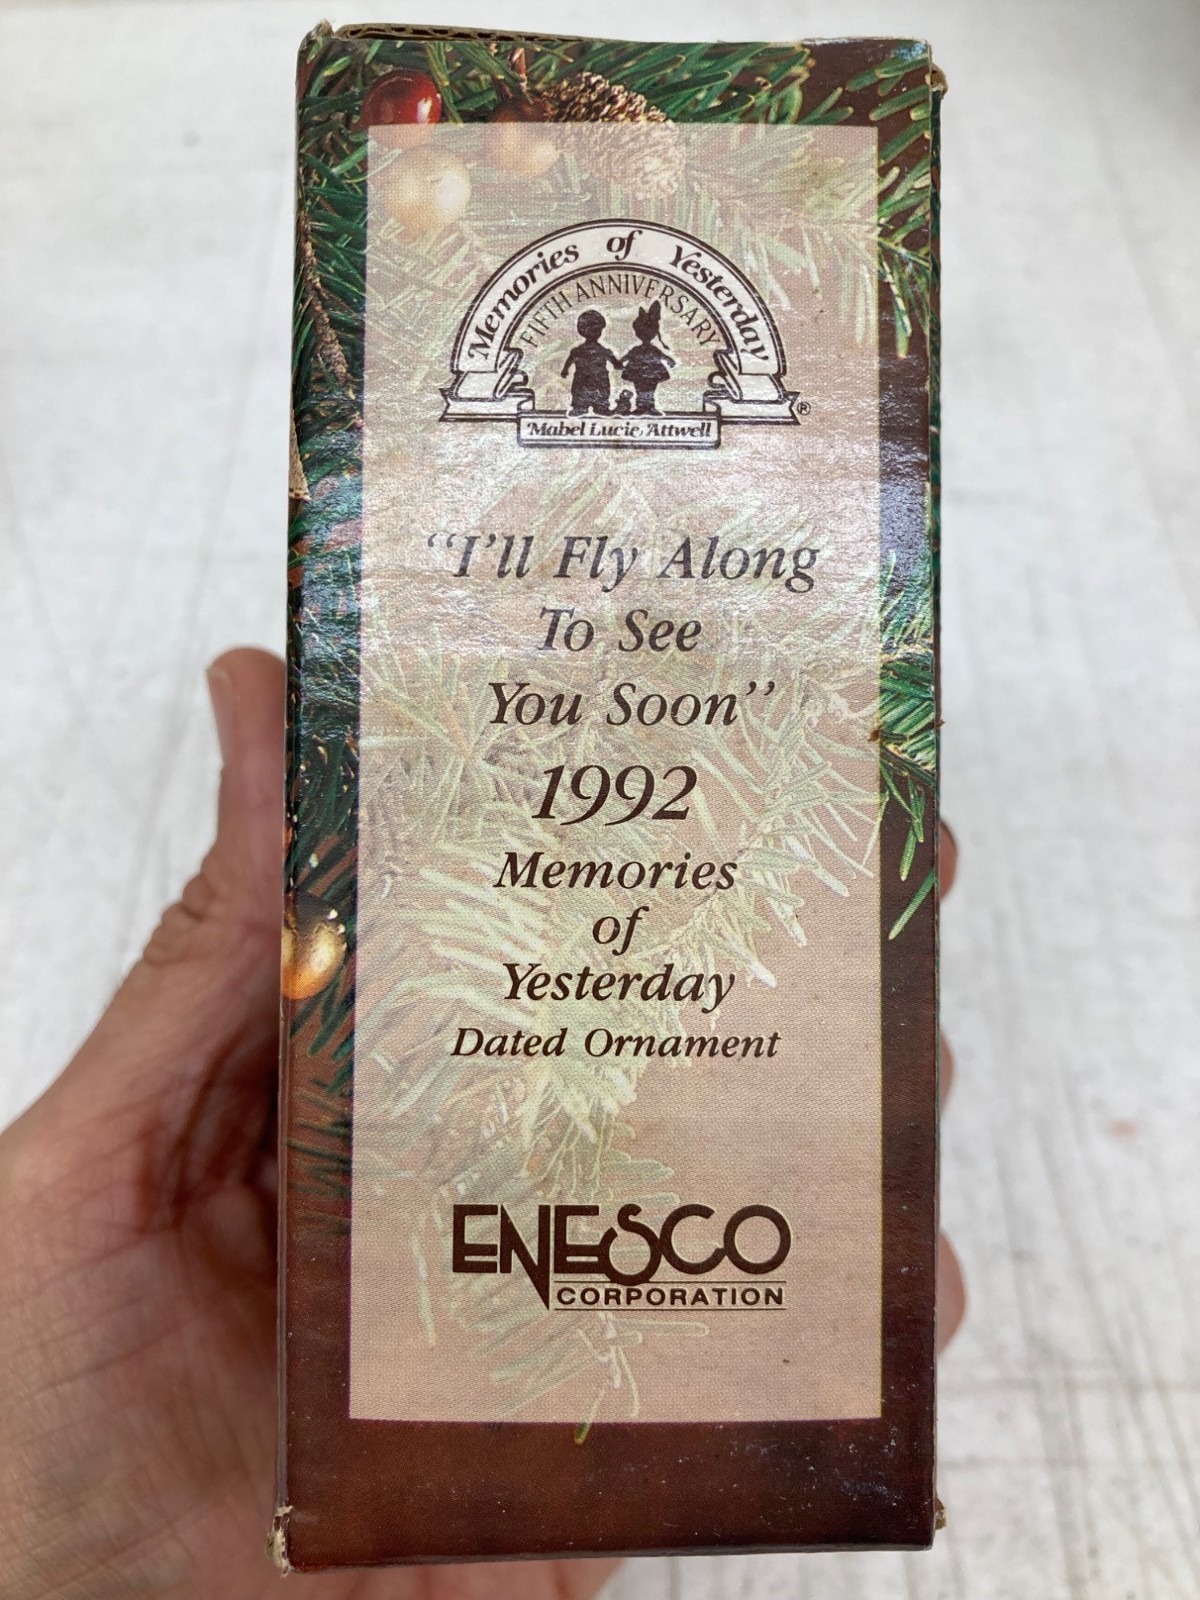 Memories of Yesterday
FIFTH ANNIVERSARY
®
Mabel Lucie Attwell
“I’ll Fly Along
To See
You Soon”
1992
Memories
of
Yesterday
Dated Ornament
ENESCO
CORPORATION